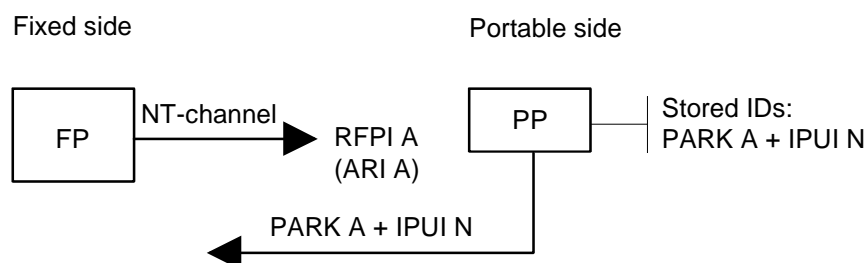 Fixed side
Portable side
FP
NT-channel
RFPI A
(ARI A)
PP
Stored IDs:
PARK A + IPUI N
PARK A + IPUI N